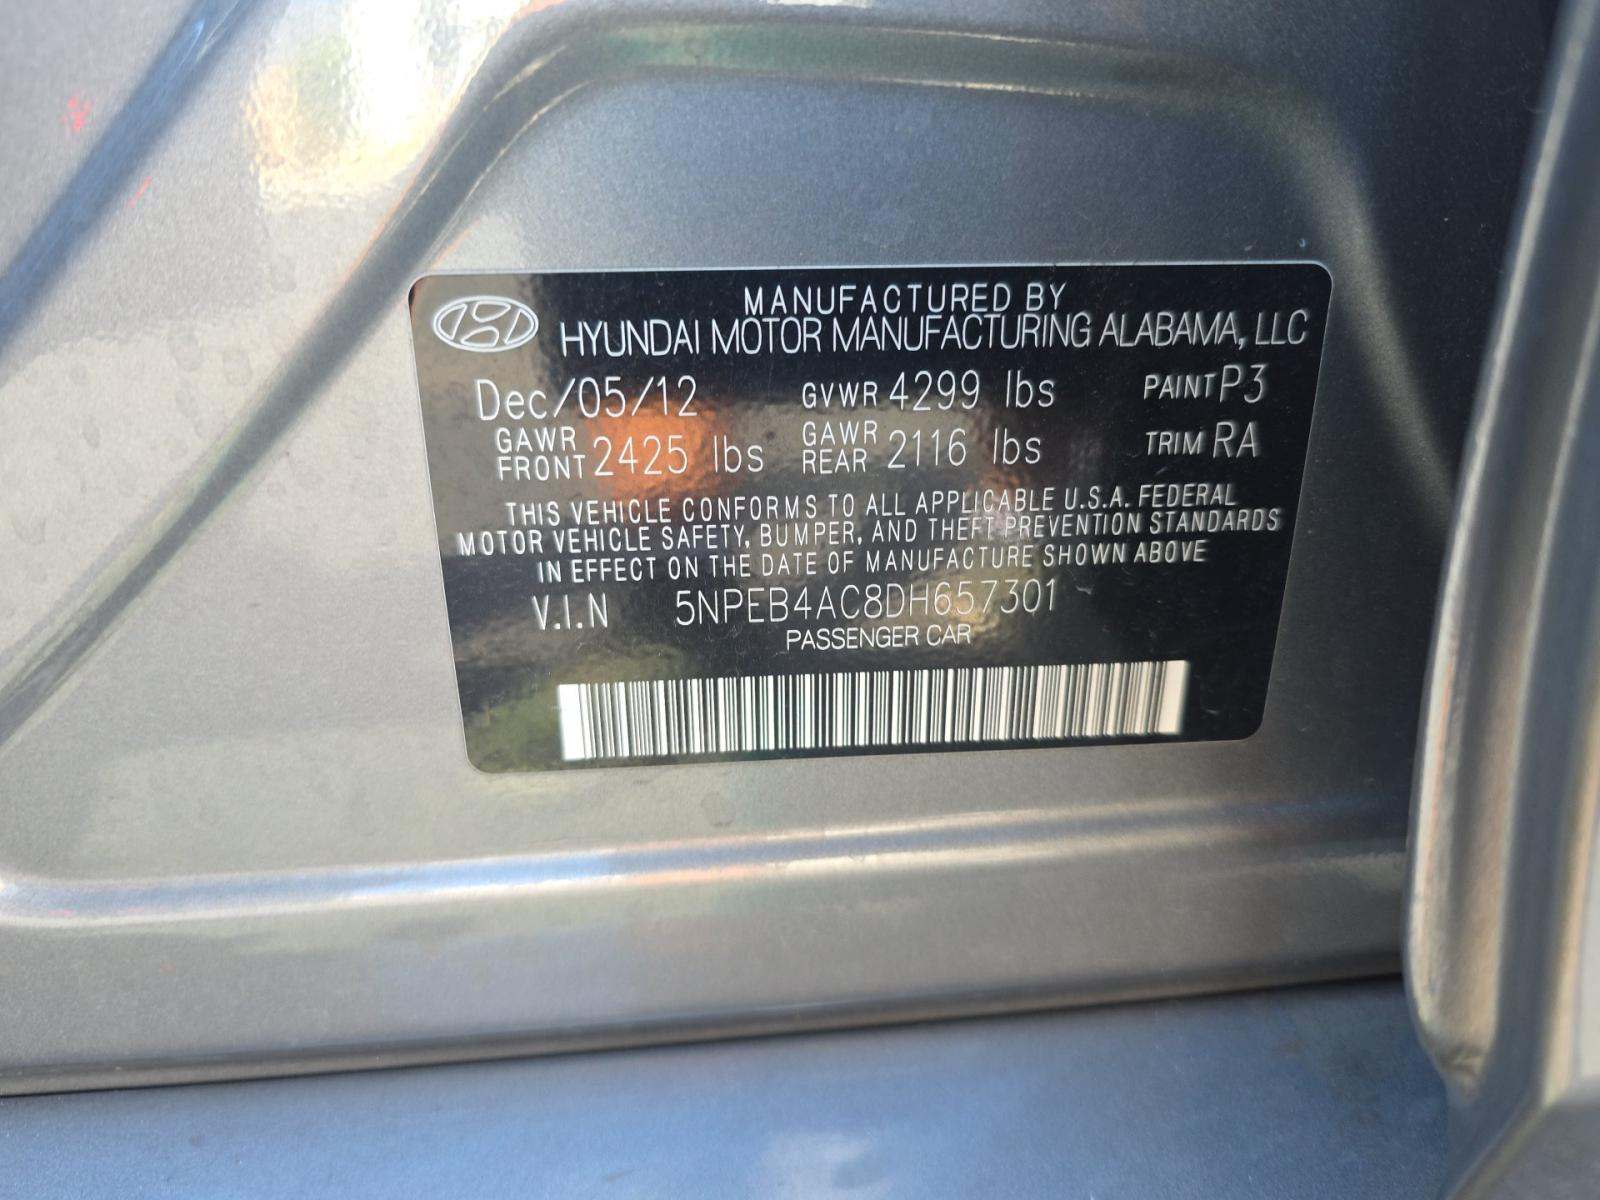 MANUFACTURED BY
HYUNDAI MOTOR MANUFACTURING ALABAMA, LLC
Dec/05/12 GVWR 4299 lbs PAINT P3
GAWR FRONT 2425 lbs GAWR REAR 2116 lbs TRIM RA
THIS VEHICLE CONFORMS TO ALL APPLICABLE U.S.A. FEDERAL
MOTOR VEHICLE SAFETY, BUMPER, AND THEFT PREVENTION STANDARDS
IN EFFECT ON THE DATE OF MANUFACTURE SHOWN ABOVE
V.I.N 5NPEB4AC8DH657301
PASSENGER CAR